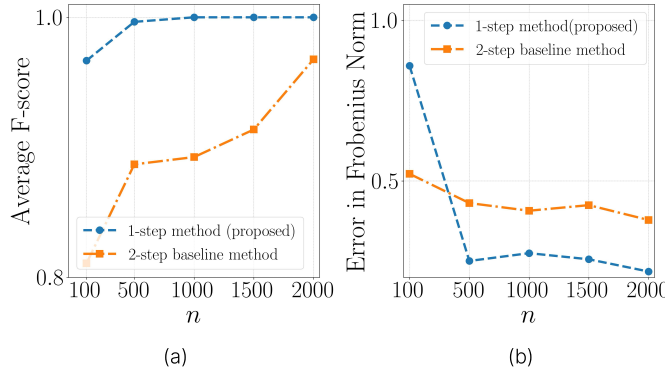 Average F-score
1.0
0.8
1-step method (proposed)
2-step baseline method
100 500 1000 1500 2000
n
(a)
Error in Frobenius Norm
1.0
0.5
1-step method(proposed)
2-step baseline method
100 500 1000 1500 2000
n
(b)